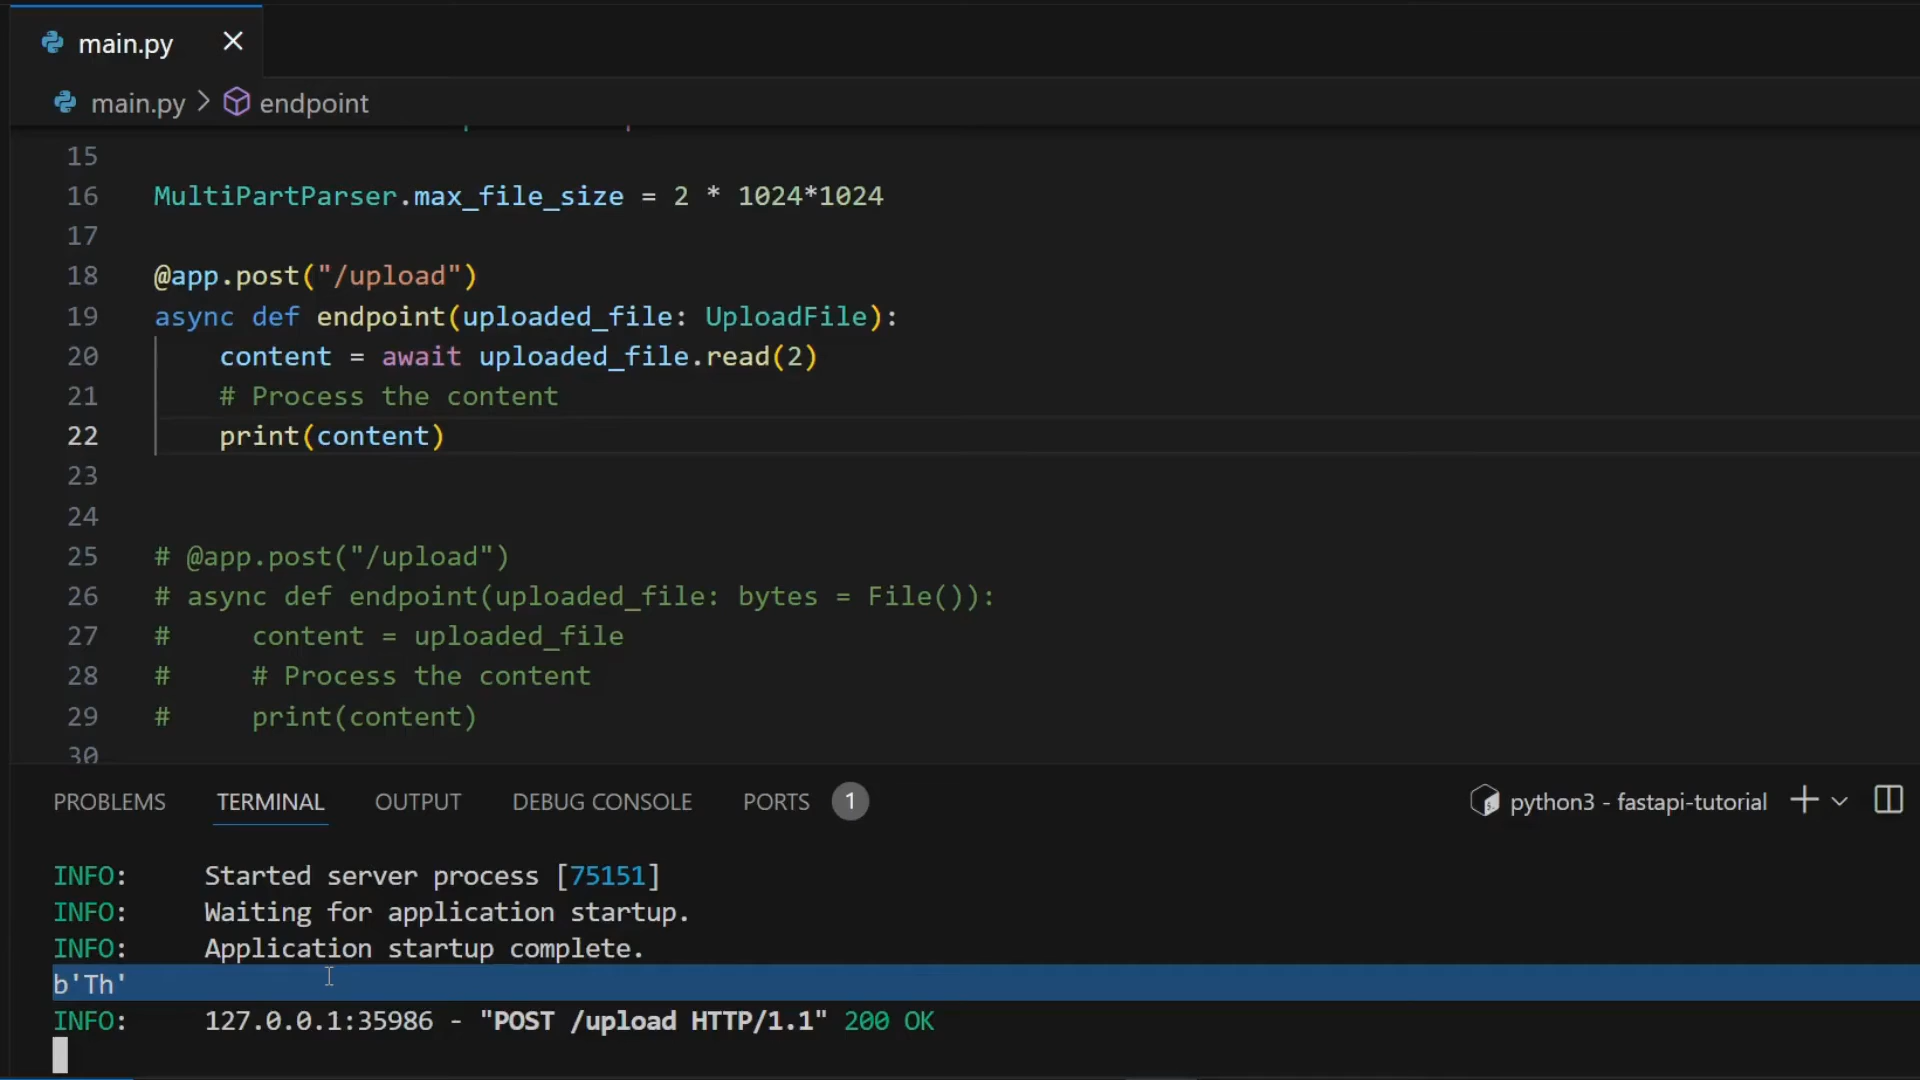 main.py
main.py > endpoint
15
16 MultiPartParser.max_file_size = 2 * 1024*1024
17
18 @app.post("/upload")
19 async def endpoint(uploaded_file: UploadFile):
20     content = await uploaded_file.read(2)
21     # Process the content
22     print(content)
23
24
25 # @app.post("/upload")
26 # async def endpoint(uploaded_file: bytes = File()):
27 #     content = uploaded_file
28 #     # Process the content
29 #     print(content)
30
PROBLEMS TERMINAL OUTPUT DEBUG CONSOLE PORTS 1 python3 - fastapi-tutorial
INFO:     Started server process [75151]
INFO:     Waiting for application startup.
INFO:     Application startup complete.
b'Th'
INFO:     127.0.0.1:35986 - "POST /upload HTTP/1.1" 200 OK